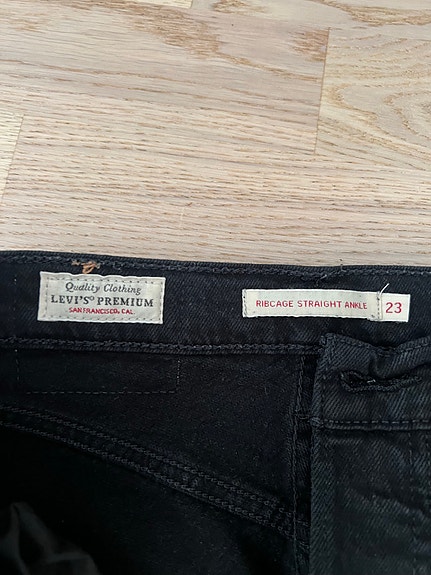 Quality Clothing
LEVI'S® PREMIUM
SAN FRANCISCO, CAL.
RIBCAGE STRAIGHT ANKLE 23